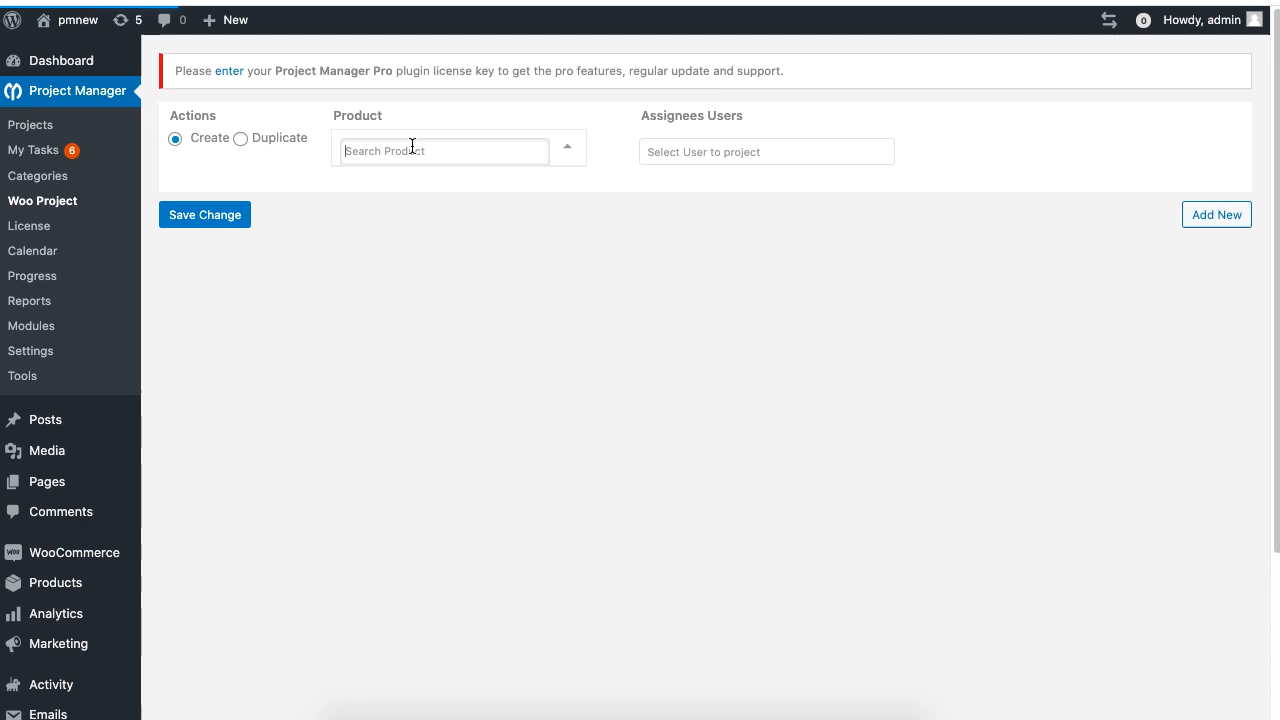 pmnew 5 0 New 0 Howdy, admin
Dashboard
Project Manager
Projects
My Tasks 6
Categories
Woo Project
License
Calendar
Progress
Reports
Modules
Settings
Tools
Posts
Media
Pages
Comments
WooCommerce
Products
Analytics
Marketing
Activity
Emails
Please enter your Project Manager Pro plugin license key to get the pro features, regular update and support.
Actions Product Assignees Users
Create Duplicate Search Product Select User to project
Save Change Add New